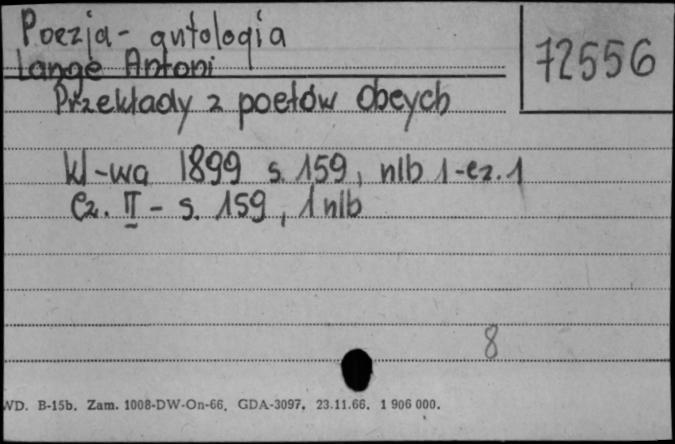 Poezja - antologia
72556
Lange Antoni
Przekłady z poetów obcych
W-wa 1899 s. 159, nlb 1 - cz. 1
Cz. II - s. 159, 1 nlb
8
WD. B-15b. Zam. 1008-DW-On-66. GDA-3097. 23.11.66. 1 906 000.